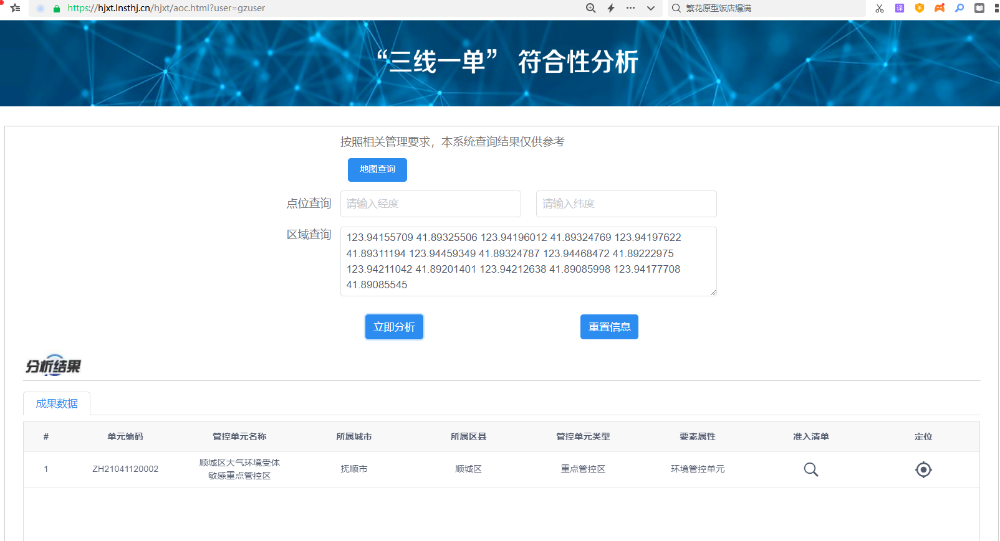 https://hjxt.lnsthj.cn/hjxt/aoc.html?user=gzuser
繁花原型饭店爆满
译
“三线一单” 符合性分析
按照相关管理要求，本系统查询结果仅供参考
地图查询
点位查询 请输入经度 请输入纬度
区域查询
123.94155709 41.89325506 123.94196012 41.89324769 123.94197622
41.89311194 123.94459349 41.89324787 123.94468472 41.89222975
123.94211042 41.89201401 123.94212638 41.89085998 123.94177708
41.89085545
立即分析 重置信息
分析结果
成果数据
# 单元编码 管控单元名称 所属城市 所属区县 管控单元类型 要素属性 准入清单 定位
1 ZH21041120002 顺城区大气环境受体 抚顺市 顺城区 重点管控区 环境管控单元
敏感重点管控区